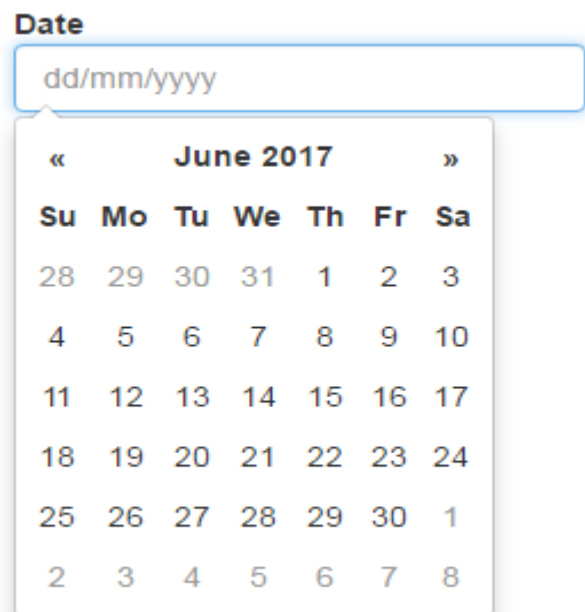 Date
dd/mm/yyyy
« June 2017 »
Su Mo Tu We Th Fr Sa
28 29 30 31 1 2 3
4 5 6 7 8 9 10
11 12 13 14 15 16 17
18 19 20 21 22 23 24
25 26 27 28 29 30 1
2 3 4 5 6 7 8